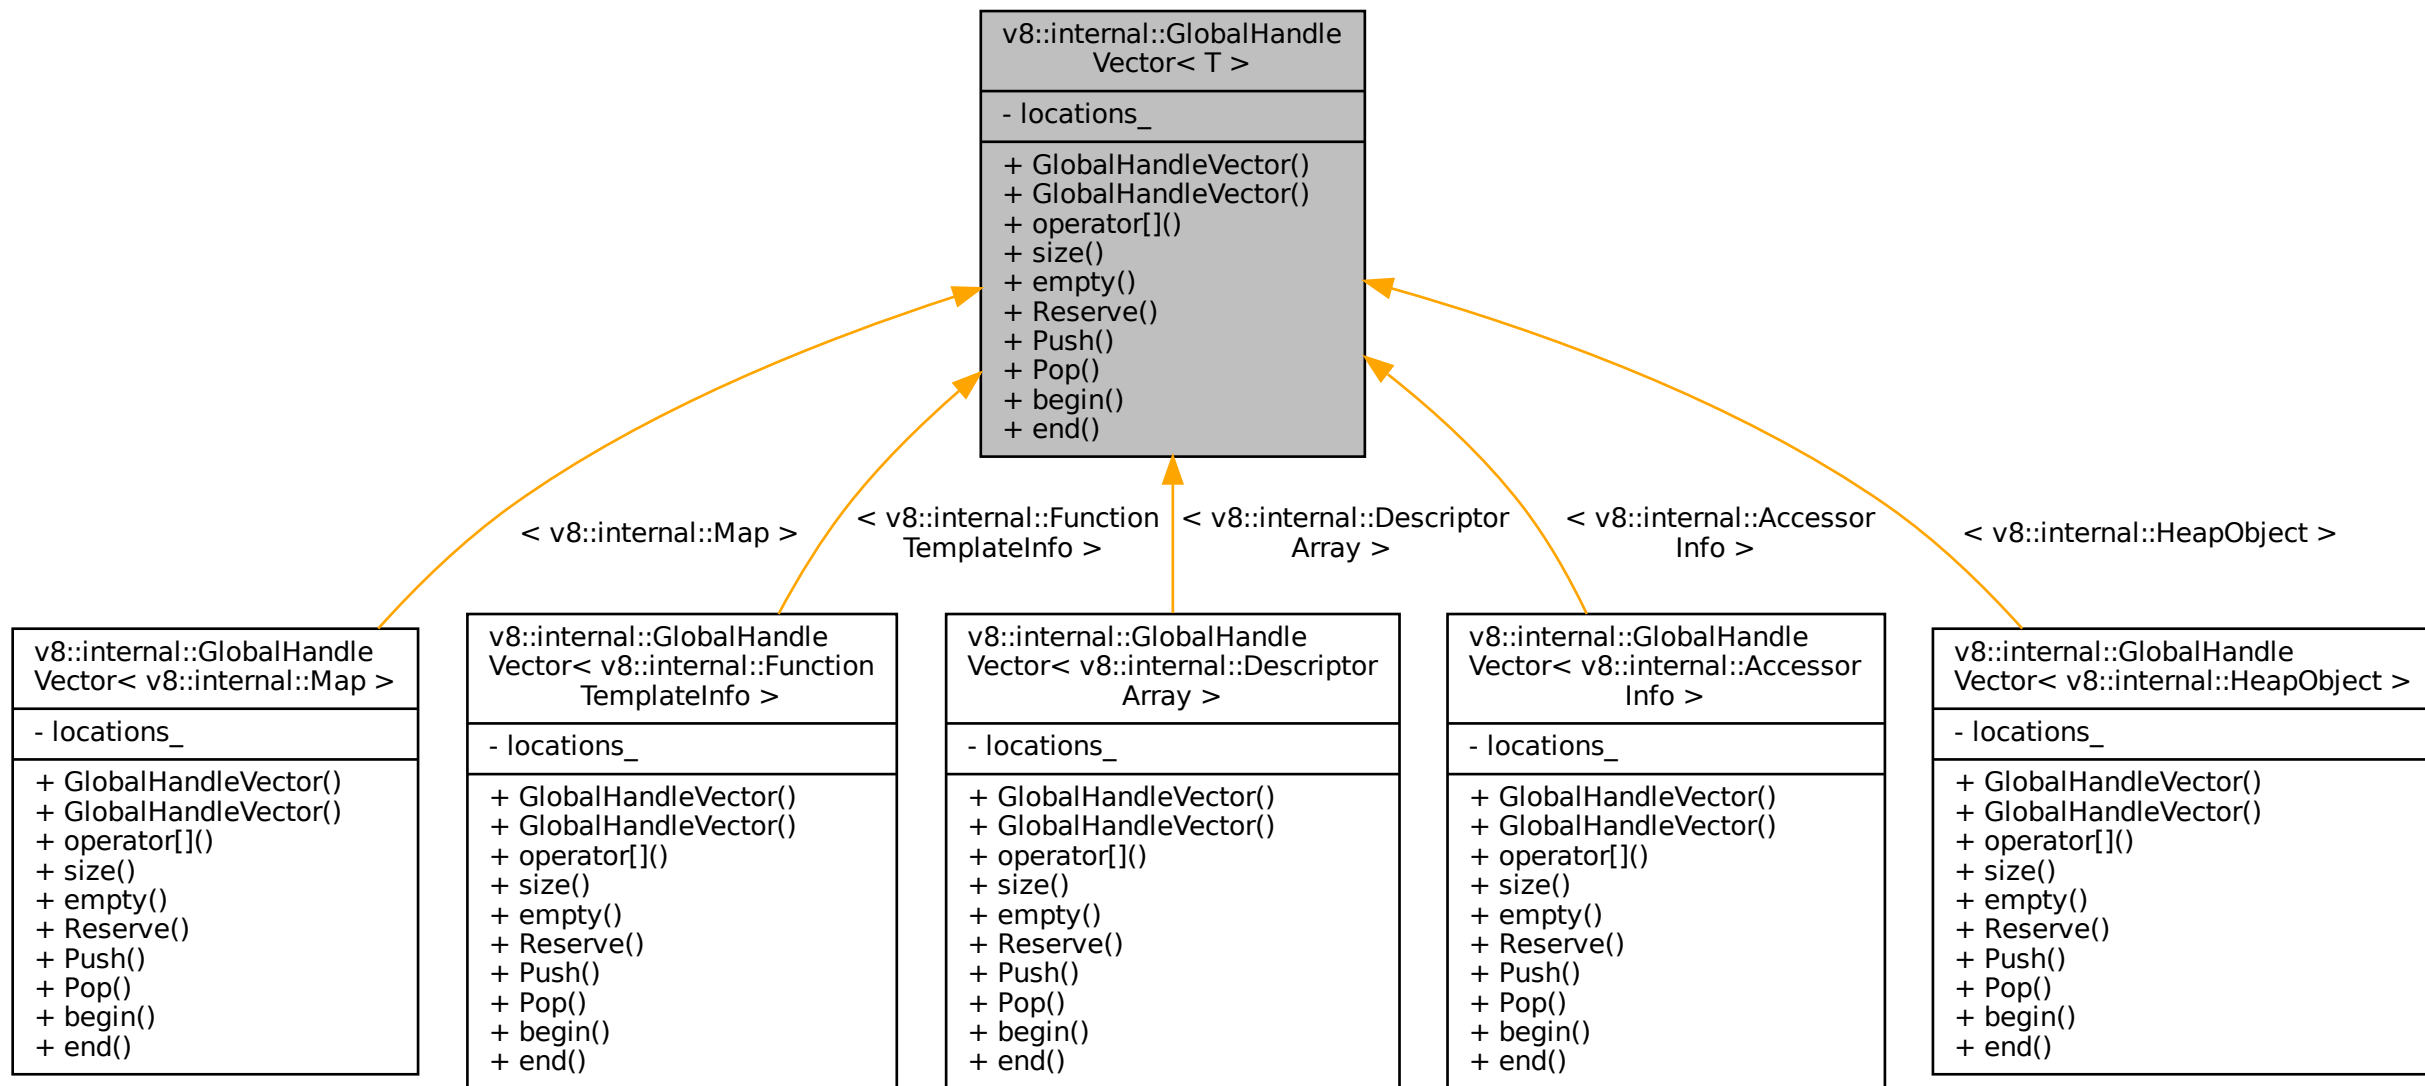 v8::internal::GlobalHandle
Vector< T >
- locations_
+ GlobalHandleVector()
+ GlobalHandleVector()
+ operator[]()
+ size()
+ empty()
+ Reserve()
+ Push()
+ Pop()
+ begin()
+ end()
< v8::internal::Map >
< v8::internal::Function
TemplateInfo >
< v8::internal::Descriptor
Array >
< v8::internal::Accessor
Info >
< v8::internal::HeapObject >
v8::internal::GlobalHandle
Vector< v8::internal::Map >
- locations_
+ GlobalHandleVector()
+ GlobalHandleVector()
+ operator[]()
+ size()
+ empty()
+ Reserve()
+ Push()
+ Pop()
+ begin()
+ end()
v8::internal::GlobalHandle
Vector< v8::internal::Function
TemplateInfo >
- locations_
+ GlobalHandleVector()
+ GlobalHandleVector()
+ operator[]()
+ size()
+ empty()
+ Reserve()
+ Push()
+ Pop()
+ begin()
+ end()
v8::internal::GlobalHandle
Vector< v8::internal::Descriptor
Array >
- locations_
+ GlobalHandleVector()
+ GlobalHandleVector()
+ operator[]()
+ size()
+ empty()
+ Reserve()
+ Push()
+ Pop()
+ begin()
+ end()
v8::internal::GlobalHandle
Vector< v8::internal::Accessor
Info >
- locations_
+ GlobalHandleVector()
+ GlobalHandleVector()
+ operator[]()
+ size()
+ empty()
+ Reserve()
+ Push()
+ Pop()
+ begin()
+ end()
v8::internal::GlobalHandle
Vector< v8::internal::HeapObject >
- locations_
+ GlobalHandleVector()
+ GlobalHandleVector()
+ operator[]()
+ size()
+ empty()
+ Reserve()
+ Push()
+ Pop()
+ begin()
+ end()